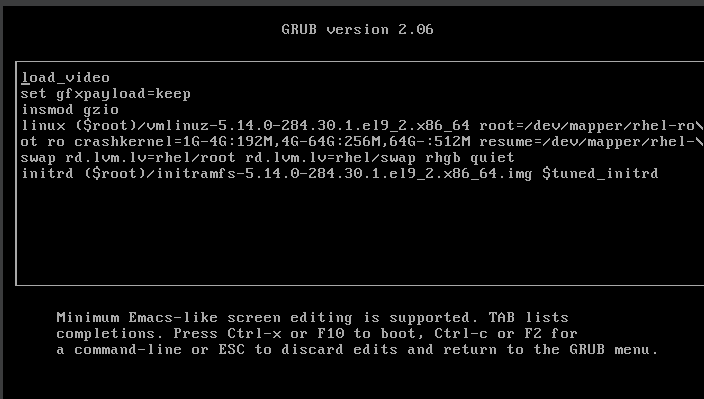 GRUB version 2.06
load_video
set gfxpayload=keep
insmod gzio
linux ($root)/vmlinuz-5.14.0-284.30.1.el9_2.x86_64 root=/dev/mapper/rhel-ro\
ot ro crashkernel=1G-4G:192M,4G-64G:256M,64G-:512M resume=/dev/mapper/rhel-\
swap rd.lvm.lv=rhel/root rd.lvm.lv=rhel/swap rhgb quiet
initrd ($root)/initramfs-5.14.0-284.30.1.el9_2.x86_64.img $tuned_initrd
Minimum Emacs-like screen editing is supported. TAB lists
completions. Press Ctrl-x or F10 to boot, Ctrl-c or F2 for
a command-line or ESC to discard edits and return to the GRUB menu.